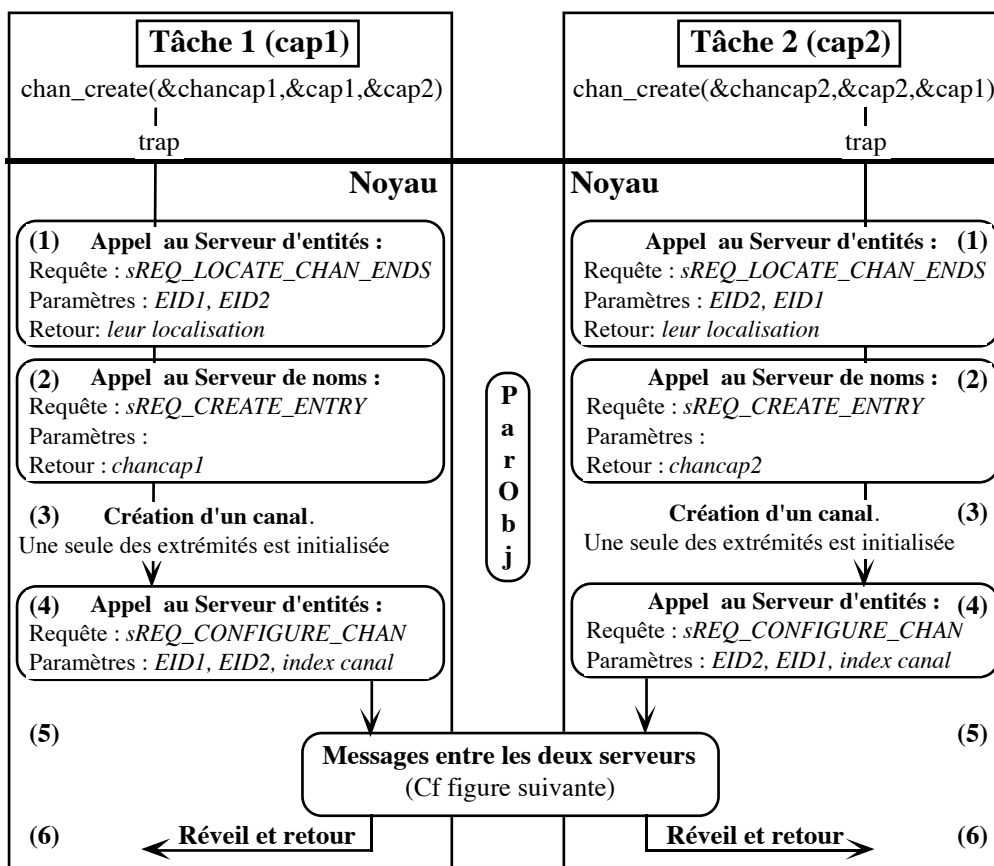 Tâche 1 (cap1)
chan_create(&chancap1,&cap1,&cap2)
trap
Noyau
(1) Appel au Serveur d'entités :
Requête : sREQ_LOCATE_CHAN_ENDS
Paramètres : EID1, EID2
Retour: leur localisation
(2) Appel au Serveur de noms :
Requête : sREQ_CREATE_ENTRY
Paramètres :
Retour : chancap1
(3) Création d'un canal.
Une seule des extrémités est initialisée
(4) Appel au Serveur d'entités :
Requête : sREQ_CONFIGURE_CHAN
Paramètres : EID1, EID2, index canal
(5)
(6) Réveil et retour
ParObj
Messages entre les deux serveurs
(Cf figure suivante)
Tâche 2 (cap2)
chan_create(&chancap2,&cap2,&cap1)
trap
Noyau
Appel au Serveur d'entités : (1)
Requête : sREQ_LOCATE_CHAN_ENDS
Paramètres : EID2, EID1
Retour: leur localisation
Appel au Serveur de noms : (2)
Requête : sREQ_CREATE_ENTRY
Paramètres :
Retour : chancap2
Création d'un canal. (3)
Une seule des extrémités est initialisée
Appel au Serveur d'entités : (4)
Requête : sREQ_CONFIGURE_CHAN
Paramètres : EID2, EID1, index canal
(5)
Réveil et retour (6)